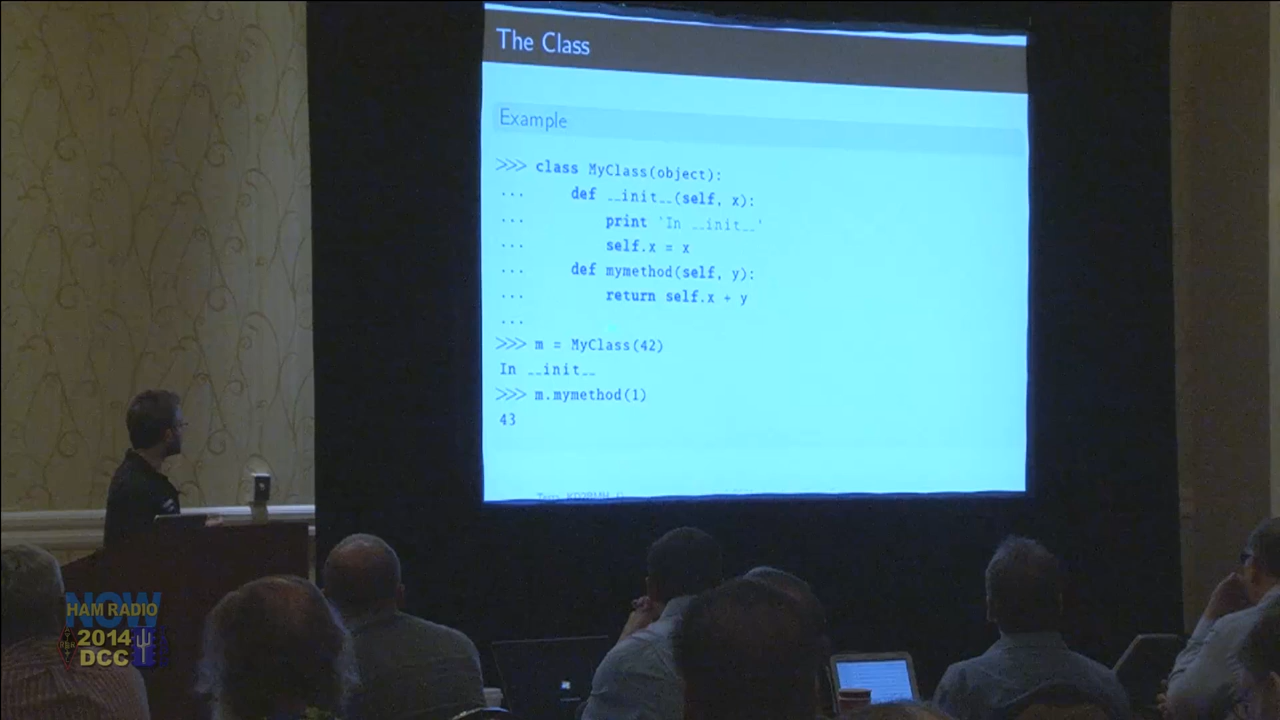 The Class
Example
>>> class MyClass(object):
... def __init__(self, x):
... print 'In __init__'
... self.x = x
... def mymethod(self, y):
... return self.x + y
...
>>> m = MyClass(42)
In __init__
>>> m.mymethod(1)
43
NOW
HAM RADIO
2014
DCC